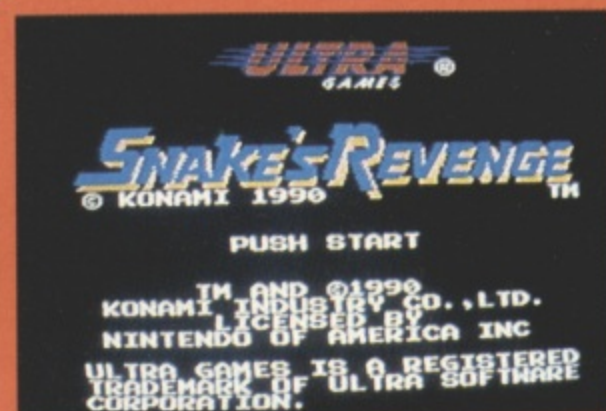 ULTRA®
GAMES
SNAKE'S REVENGE
TM
© KONAMI 1990
PUSH START
TM AND ©1990
KONAMI INDUSTRY CO.,LTD.
LICENSED BY
NINTENDO OF AMERICA INC
ULTRA GAMES IS A REGISTERED
TRADEMARK OF ULTRA SOFTWARE
CORPORATION.